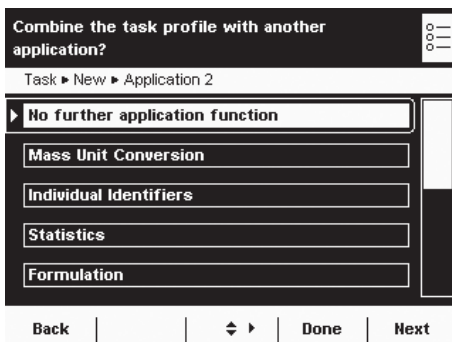 Combine the task profile with another
application?
Task ▸ New ▸ Application 2
No further application function
Mass Unit Conversion
Individual Identifiers
Statistics
Formulation
Back Done Next